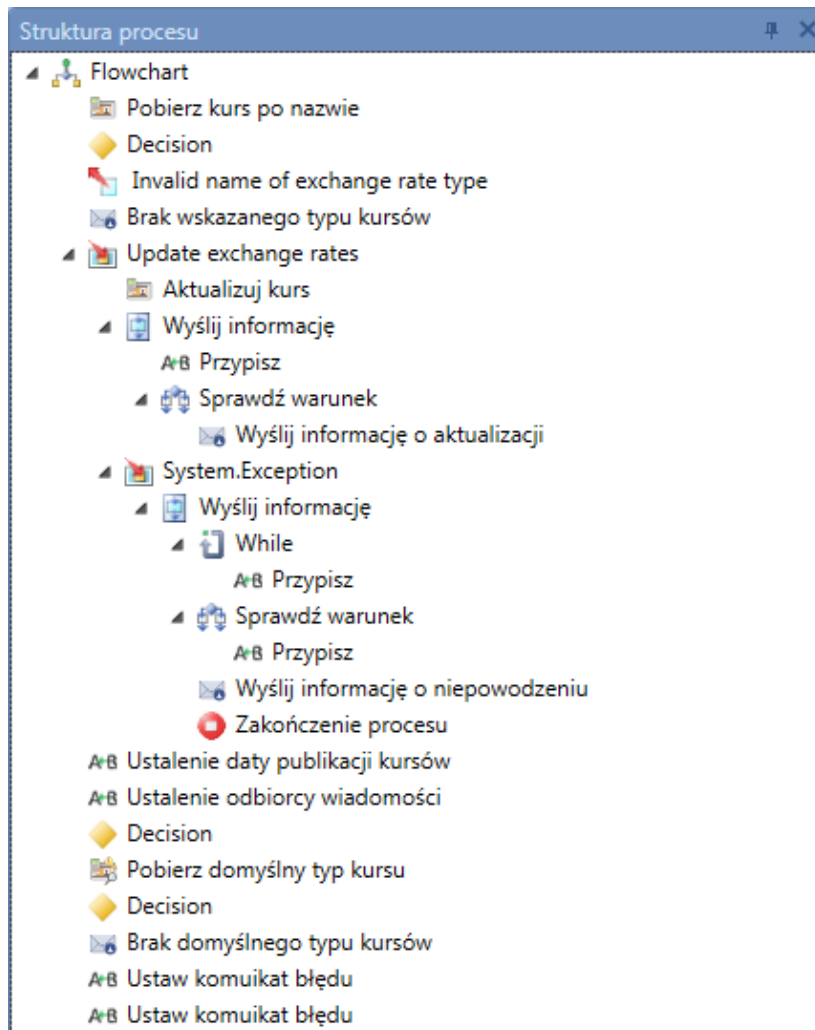 Struktura procesu
Flowchart
Pobierz kurs po nazwie
Decision
Invalid name of exchange rate type
Brak wskazanego typu kursów
Update exchange rates
Aktualizuj kurs
Wyślij informację
A+B Przypisz
Sprawdź warunek
Wyślij informację o aktualizacji
System.Exception
Wyślij informację
While
A+B Przypisz
Sprawdź warunek
A+B Przypisz
Wyślij informację o niepowodzeniu
Zakończenie procesu
A+B Ustalenie daty publikacji kursów
A+B Ustalenie odbiorcy wiadomości
Decision
Pobierz domyślny typ kursu
Decision
Brak domyślnego typu kursów
A+B Ustaw komuikat błędu
A+B Ustaw komuikat błędu